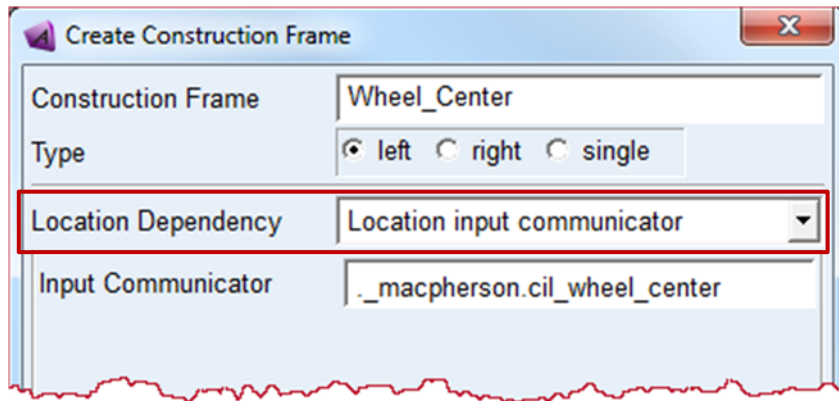 Create Construction Frame
Construction Frame Wheel_Center
Type left right single
Location Dependency Location input communicator
Input Communicator ._macpherson.cil_wheel_center